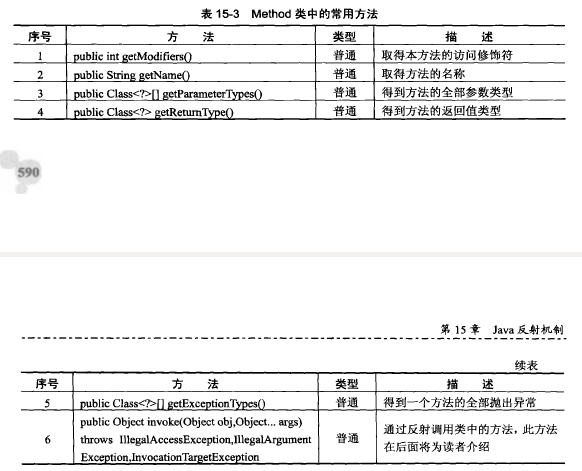 表 15-3 Method 类中的常用方法
序号 方 法 类型 描 述
1 public int getModifiers() 普通 取得本方法的访问修饰符
2 public String getName() 普通 取得方法的名称
3 public Class<?>[] getParameterTypes() 普通 得到方法的全部参数类型
4 public Class<?> getReturnType() 普通 得到方法的返回值类型
590
第 15 章 Java 反射机制
续表
序号 方 法 类型 描 述
5 public Class<?>[] getExceptionTypes() 普通 得到一个方法的全部抛出异常
6 public Object invoke(Object obj,Object... args)
throws IllegalAccessException,IllegalArgument
Exception,InvocationTargetException
普通
通过反射调用类中的方法，此方法
在后面将为读者介绍